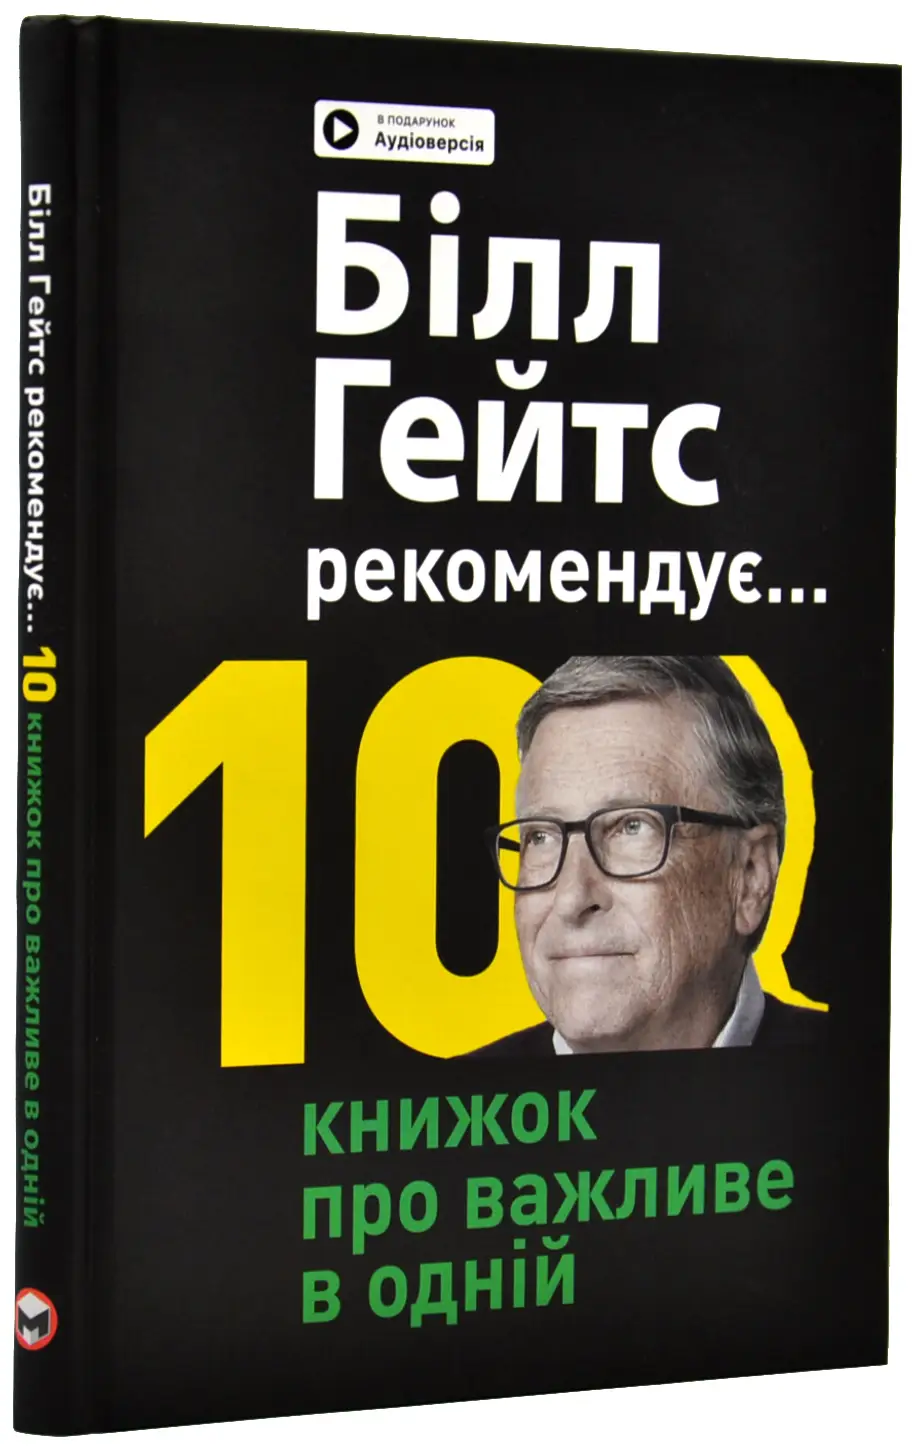 В ПОДАРУНОК
Аудіоверсія
Білл
Гейтс
рекомендує...
10
книжок
про важливе
в одній
Білл Гейтс рекомендує... 10 книжок про важливе в одній
М